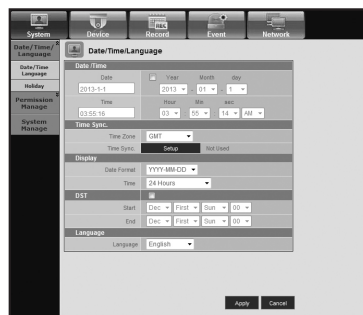 System Device Record Event Network
Date/Time/
Language
Date/Time
Language
Holiday
Permission
Manage
System
Manage
Date/Time/Language
Date /Time
Date Year Month day
2013-1-1 2013 - 01 - 1
Time Hour Min sec
03:55:16 03 55 14 AM
Time Sync.
Time Zone GMT
Time Sync. Setup Not Used
Display
Date Format YYYY-MM-DD
Time 24 Hours
DST
Start Dec First Sun 00
End Dec First Sun 00
Language
Language English
Apply Cancel